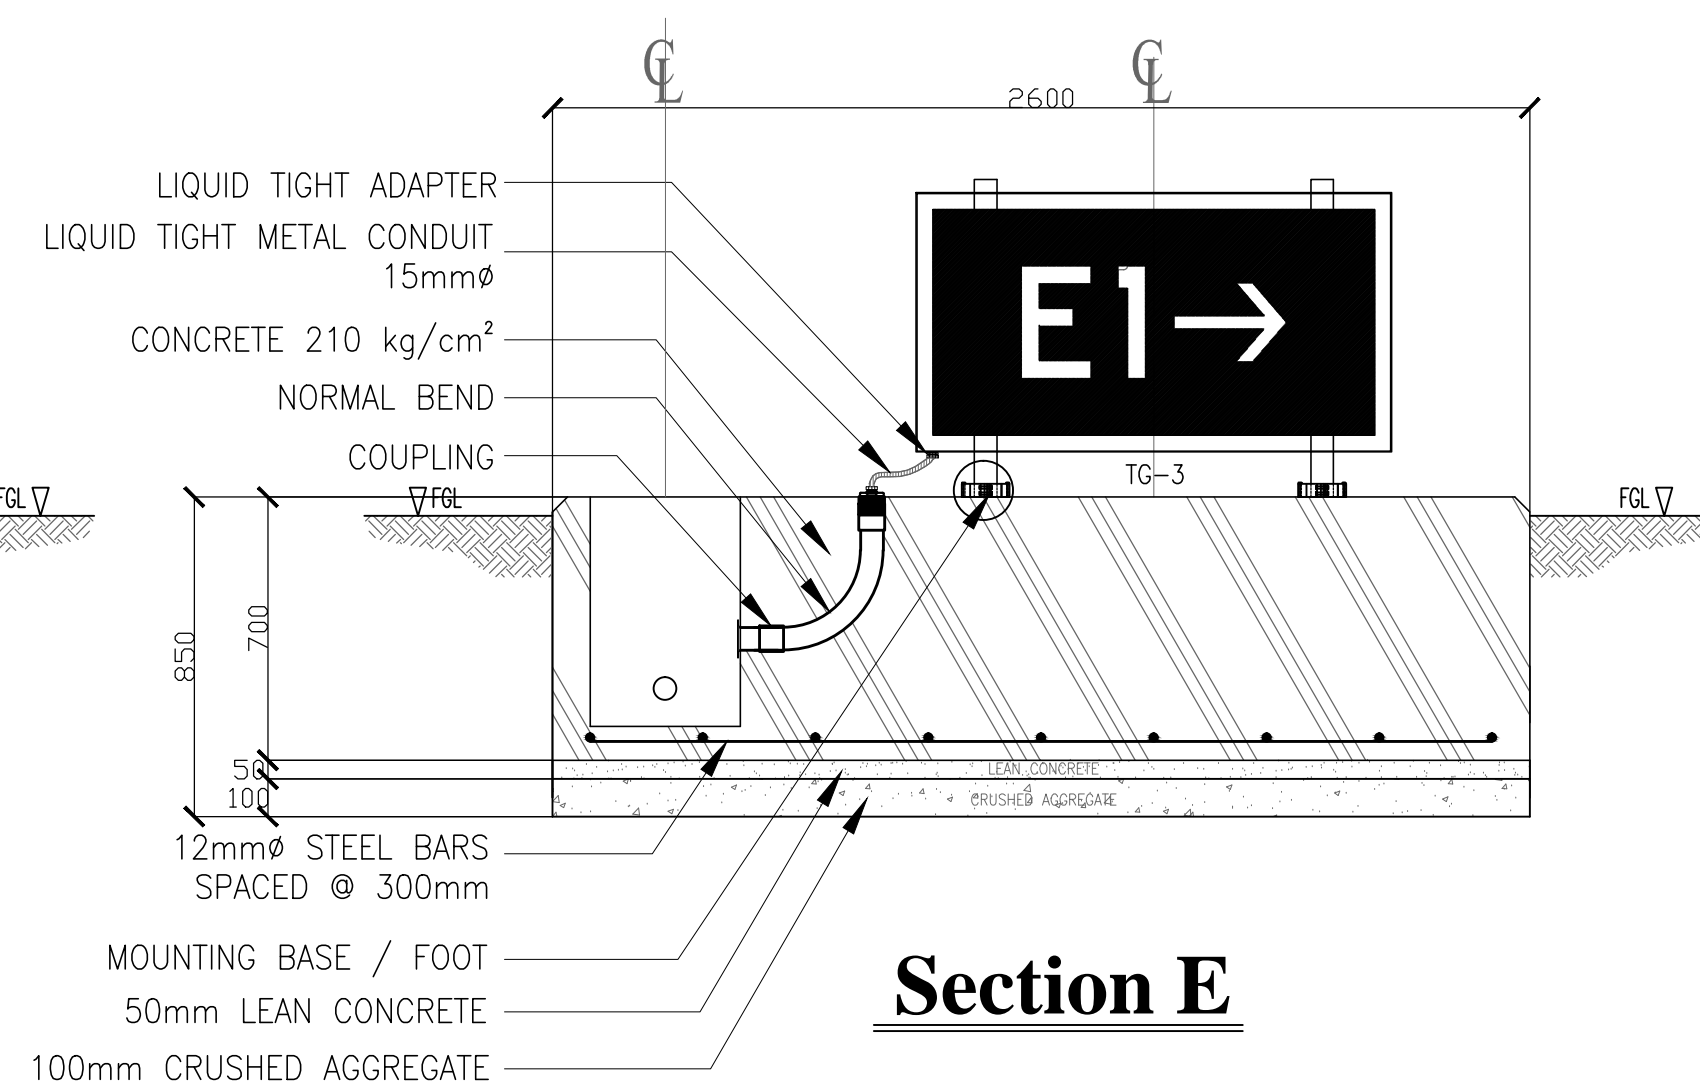 ℄ ℄
2600
LIQUID TIGHT ADAPTER
LIQUID TIGHT METAL CONDUIT
15mmø
CONCRETE 210 kg/cm²
NORMAL BEND
COUPLING
E1→
TG-3
FGL
FGL
FGL
850
700
50
100
LEAN CONCRETE
CRUSHED AGGREGATE
12mmø STEEL BARS
SPACED @ 300mm
MOUNTING BASE / FOOT
50mm LEAN CONCRETE
100mm CRUSHED AGGREGATE
Section E